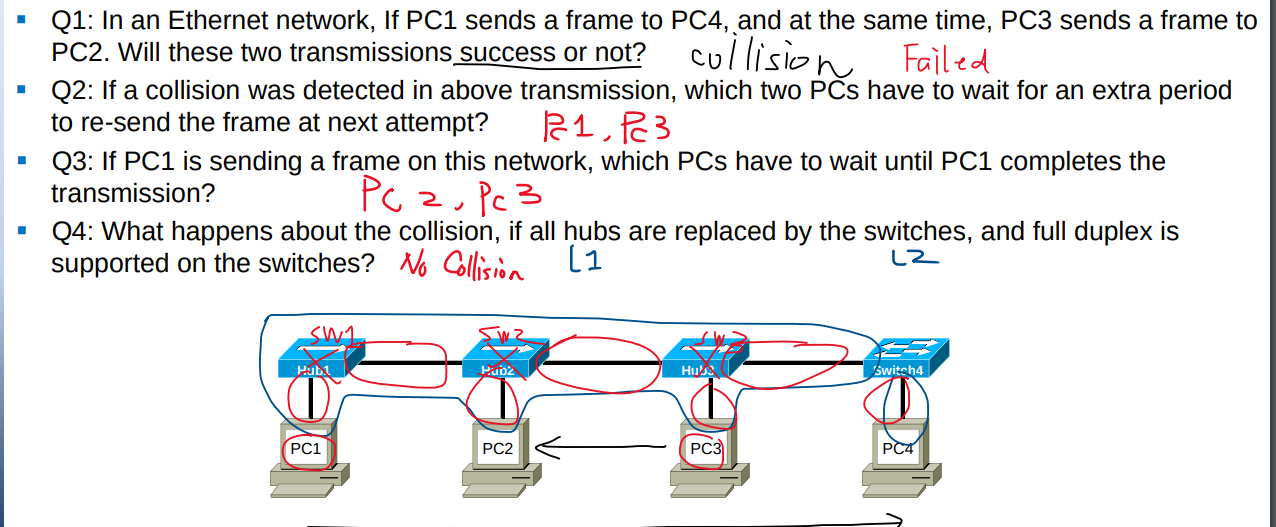 ▪ Q1: In an Ethernet network, If PC1 sends a frame to PC4, and at the same time, PC3 sends a frame to
PC2. Will these two transmissions success or not? collision Failed
▪ Q2: If a collision was detected in above transmission, which two PCs have to wait for an extra period
to re-send the frame at next attempt? PC1, PC3
▪ Q3: If PC1 is sending a frame on this network, which PCs have to wait until PC1 completes the
transmission? PC2, PC3
▪ Q4: What happens about the collision, if all hubs are replaced by the switches, and full duplex is
supported on the switches? No Collision L1 L2
SW1 SW2 SW3
Hub1 Hub2 Hub3 Switch4
PC1 PC2 PC3 PC4